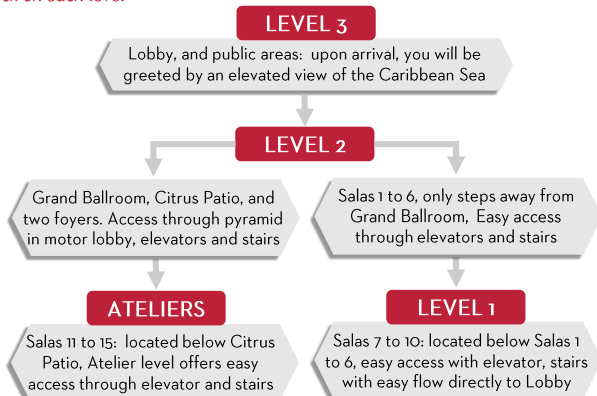 LEVEL 3
Lobby, and public areas: upon arrival, you will be
greeted by an elevated view of the Caribbean Sea
LEVEL 2
Grand Ballroom, Citrus Patio, and
two foyers. Access through pyramid
in motor lobby, elevators and stairs
Salas 1 to 6, only steps away from
Grand Ballroom, Easy access
through elevators and stairs
ATELIERS
Salas 11 to 15: located below Citrus
Patio, Atelier level offers easy
access through elevator and stairs
LEVEL 1
Salas 7 to 10: located below Salas 1
to 6, easy access with elevator, stairs
with easy flow directly to Lobby